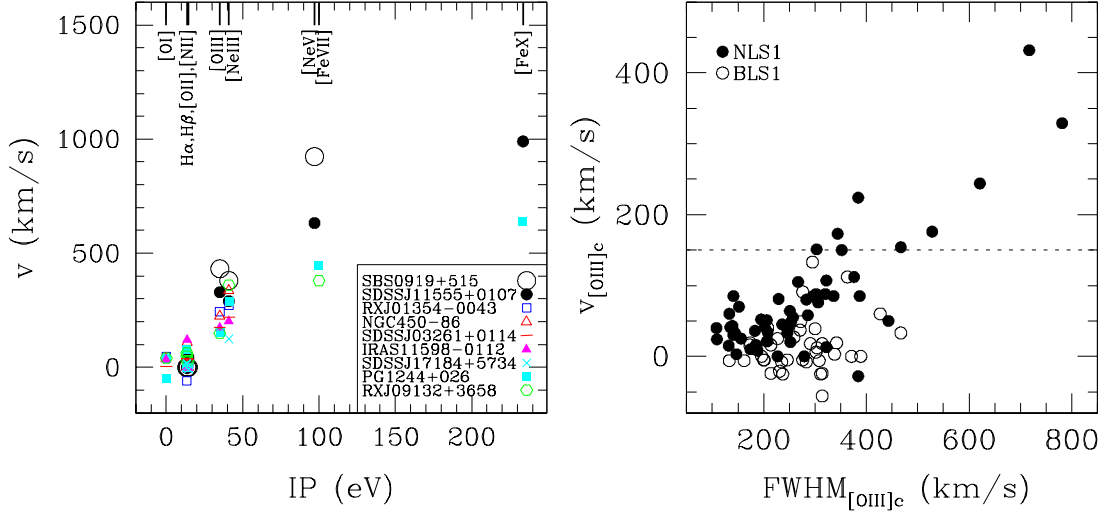 1500
1000
500
0
v (km/s)
[OI]
Hα,Hβ,[OII],[NII]
[OIII]
[NeIII]
[NeV]
[FeVII]
[FeX]
SBS0919+515
SDSSJ11555+0107
RXJ01354-0043
NGC450-86
SDSSJ03261+0114
IRAS11598-0112
SDSSJ17184+5734
PG1244+026
RXJ09132+3658
0 50 100 150 200
IP (eV)
NLS1
BLS1
400
200
0
v[OIII]c (km/s)
200 400 600 800
FWHM[OIII]c (km/s)